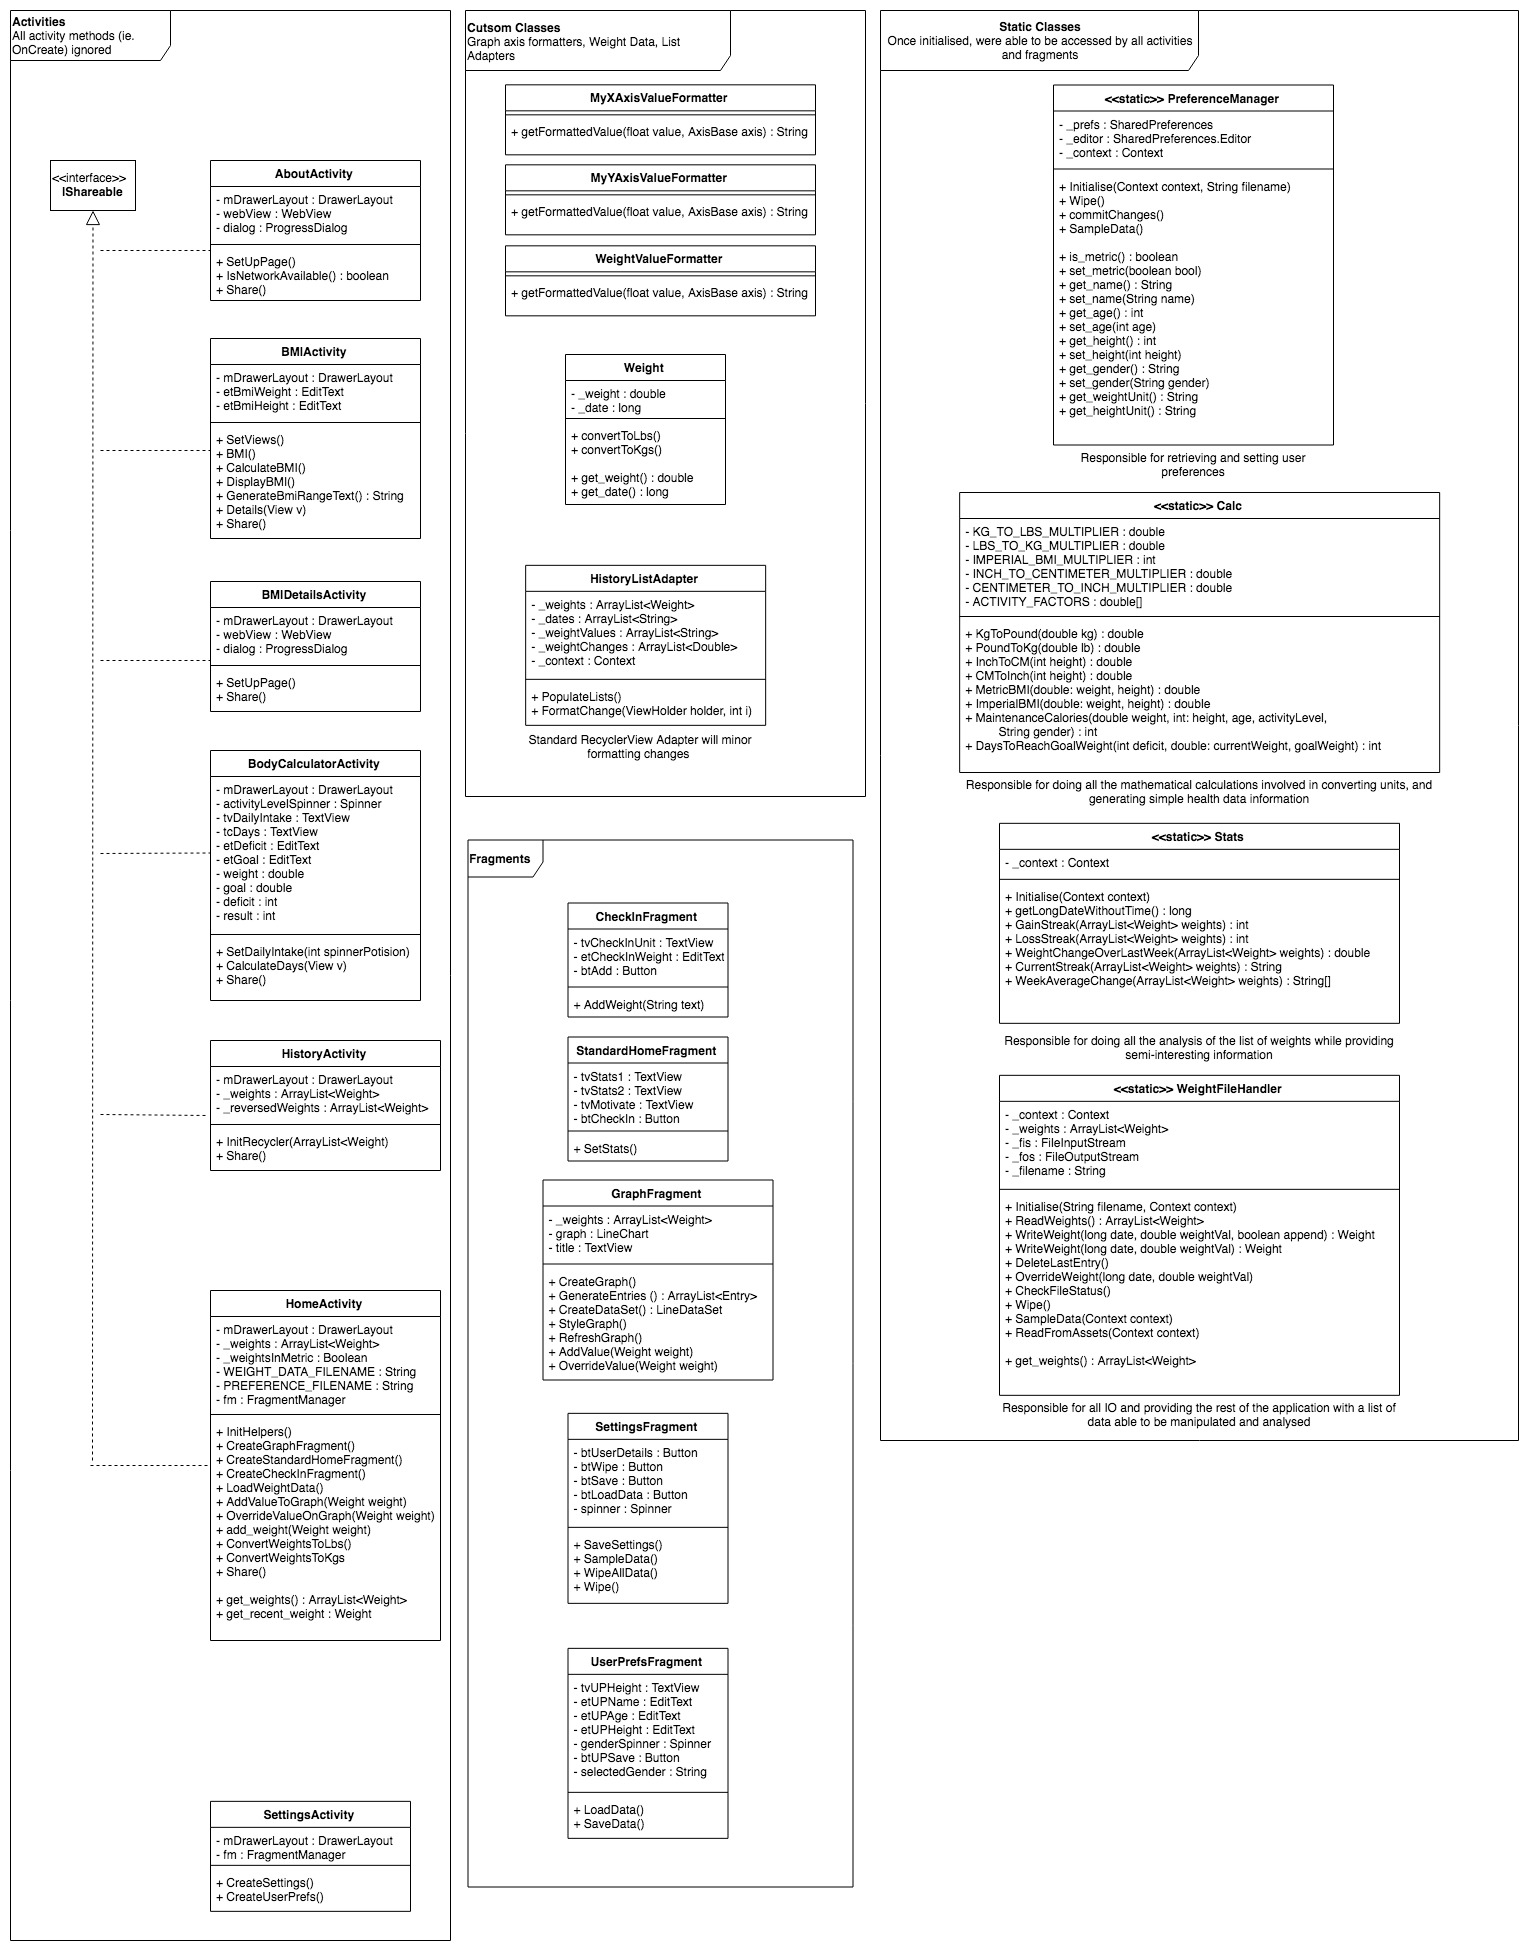 Activities
All activity methods (ie.
OnCreate) ignored
<<interface>>
IShareable
AboutActivity
- mDrawerLayout : DrawerLayout
- webView : WebView
- dialog : ProgressDialog
+ SetUpPage()
+ IsNetworkAvailable() : boolean
+ Share()
BMIActivity
- mDrawerLayout : DrawerLayout
- etBmiWeight : EditText
- etBmiHeight : EditText
+ SetViews()
+ BMI()
+ CalculateBMI()
+ DisplayBMI()
+ GenerateBmiRangeText() : String
+ Details(View v)
+ Share()
BMIDetailsActivity
- mDrawerLayout : DrawerLayout
- webView : WebView
- dialog : ProgressDialog
+ SetUpPage()
+ Share()
BodyCalculatorActivity
- mDrawerLayout : DrawerLayout
- activityLevelSpinner : Spinner
- tvDailyIntake : TextView
- tcDays : TextView
- etDeficit : EditText
- etGoal : EditText
- weight : double
- goal : double
- deficit : int
- result : int
+ SetDailyIntake(int spinnerPotision)
+ CalculateDays(View v)
+ Share()
HistoryActivity
- mDrawerLayout : DrawerLayout
- _weights : ArrayList<Weight>
- _reversedWeights : ArrayList<Weight>
+ InitRecycler(ArrayList<Weight)
+ Share()
HomeActivity
- mDrawerLayout : DrawerLayout
- _weights : ArrayList<Weight>
- _weightsInMetric : Boolean
- WEIGHT_DATA_FILENAME : String
- PREFERENCE_FILENAME : String
- fm : FragmentManager
+ InitHelpers()
+ CreateGraphFragment()
+ CreateStandardHomeFragment()
+ CreateCheckInFragment()
+ LoadWeightData()
+ AddValueToGraph(Weight weight)
+ OverrideValueOnGraph(Weight weight)
+ add_weight(Weight weight)
+ ConvertWeightsToLbs()
+ ConvertWeightsToKgs
+ Share()
+ get_weights() : ArrayList<Weight>
+ get_recent_weight : Weight
SettingsActivity
- mDrawerLayout : DrawerLayout
- fm : FragmentManager
+ CreateSettings()
+ CreateUserPrefs()
Cutsom Classes
Graph axis formatters, Weight Data, List
Adapters
MyXAxisValueFormatter
+ getFormattedValue(float value, AxisBase axis) : String
MyYAxisValueFormatter
+ getFormattedValue(float value, AxisBase axis) : String
WeightValueFormatter
+ getFormattedValue(float value, AxisBase axis) : String
Weight
- _weight : double
- _date : long
+ convertToLbs()
+ convertToKgs()
+ get_weight() : double
+ get_date() : long
HistoryListAdapter
- _weights : ArrayList<Weight>
- _dates : ArrayList<String>
- _weightValues : ArrayList<String>
- _weightChanges : ArrayList<Double>
- _context : Context
+ PopulateLists()
+ FormatChange(ViewHolder holder, int i)
Standard RecyclerView Adapter will minor
formatting changes
Fragments
CheckInFragment
- tvCheckInUnit : TextView
- etCheckInWeight : EditText
- btAdd : Button
+ AddWeight(String text)
StandardHomeFragment
- tvStats1 : TextView
- tvStats2 : TextView
- tvMotivate : TextView
- btCheckIn : Button
+ SetStats()
GraphFragment
- _weights : ArrayList<Weight>
- graph : LineChart
- title : TextView
+ CreateGraph()
+ GenerateEntries () : ArrayList<Entry>
+ CreateDataSet() : LineDataSet
+ StyleGraph()
+ RefreshGraph()
+ AddValue(Weight weight)
+ OverrideValue(Weight weight)
SettingsFragment
- btUserDetails : Button
- btWipe : Button
- btSave : Button
- btLoadData : Button
- spinner : Spinner
+ SaveSettings()
+ SampleData()
+ WipeAllData()
+ Wipe()
UserPrefsFragment
- tvUPHeight : TextView
- etUPName : EditText
- etUPAge : EditText
- etUPHeight : EditText
- genderSpinner : Spinner
- btUPSave : Button
- selectedGender : String
+ LoadData()
+ SaveData()
Static Classes
Once initialised, were able to be accessed by all activities
and fragments
<<static>> PreferenceManager
- _prefs : SharedPreferences
- _editor : SharedPreferences.Editor
- _context : Context
+ Initialise(Context context, String filename)
+ Wipe()
+ commitChanges()
+ SampleData()
+ is_metric() : boolean
+ set_metric(boolean bool)
+ get_name() : String
+ set_name(String name)
+ get_age() : int
+ set_age(int age)
+ get_height() : int
+ set_height(int height)
+ get_gender() : String
+ set_gender(String gender)
+ get_weightUnit() : String
+ get_heightUnit() : String
Responsible for retrieving and setting user
preferences
<<static>> Calc
- KG_TO_LBS_MULTIPLIER : double
- LBS_TO_KG_MULTIPLIER : double
- IMPERIAL_BMI_MULTIPLIER : int
- INCH_TO_CENTIMETER_MULTIPLIER : double
- CENTIMETER_TO_INCH_MULTIPLIER : double
- ACTIVITY_FACTORS : double[]
+ KgToPound(double kg) : double
+ PoundToKg(double lb) : double
+ InchToCM(int height) : double
+ CMToInch(int height) : double
+ MetricBMI(double: weight, height) : double
+ ImperialBMI(double: weight, height) : double
+ MaintenanceCalories(double weight, int: height, age, activityLevel,
String gender) : int
+ DaysToReachGoalWeight(int deficit, double: currentWeight, goalWeight) : int
Responsible for doing all the mathematical calculations involved in converting units, and
generating simple health data information
<<static>> Stats
- _context : Context
+ Initialise(Context context)
+ getLongDateWithoutTime() : long
+ GainStreak(ArrayList<Weight> weights) : int
+ LossStreak(ArrayList<Weight> weights) : int
+ WeightChangeOverLastWeek(ArrayList<Weight> weights) : double
+ CurrentStreak(ArrayList<Weight> weights) : String
+ WeekAverageChange(ArrayList<Weight> weights) : String[]
Responsible for doing all the analysis of the list of weights while providing
semi-interesting information
<<static>> WeightFileHandler
- _context : Context
- _weights : ArrayList<Weight>
- _fis : FileInputStream
- _fos : FileOutputStream
- _filename : String
+ Initialise(String filename, Context context)
+ ReadWeights() : ArrayList<Weight>
+ WriteWeight(long date, double weightVal, boolean append) : Weight
+ WriteWeight(long date, double weightVal) : Weight
+ DeleteLastEntry()
+ OverrideWeight(long date, double weightVal)
+ CheckFileStatus()
+ Wipe()
+ SampleData(Context context)
+ ReadFromAssets(Context context)
+ get_weights() : ArrayList<Weight>
Responsible for all IO and providing the rest of the application with a list of
data able to be manipulated and analysed